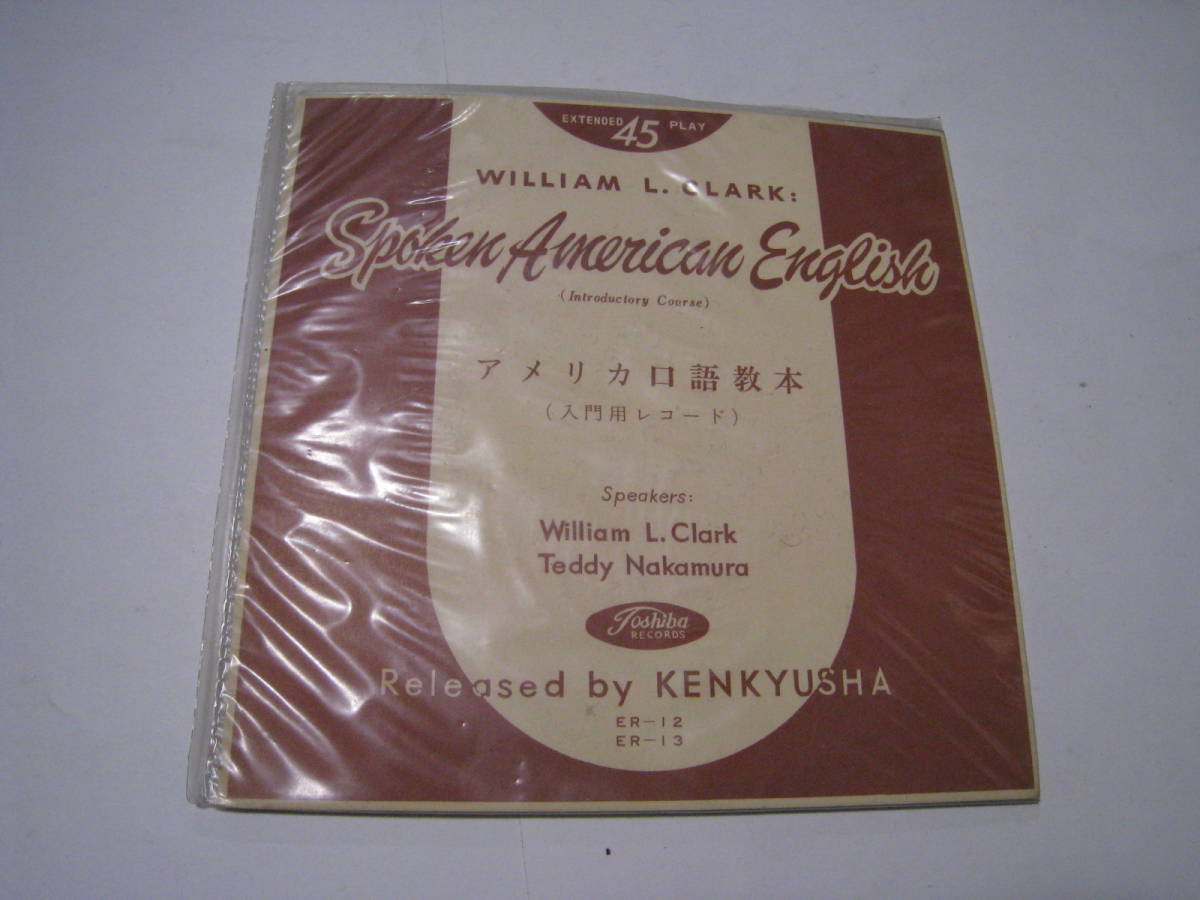 EXTENDED 45 PLAY
WILLIAM L. CLARK:
Spoken American English
(Introductory Course)
アメリカ口語教本
(入門用レコード)
Speakers:
William L. Clark
Teddy Nakamura
Toshiba
RECORDS
Released by KENKYUSHA
ER-12
ER-13